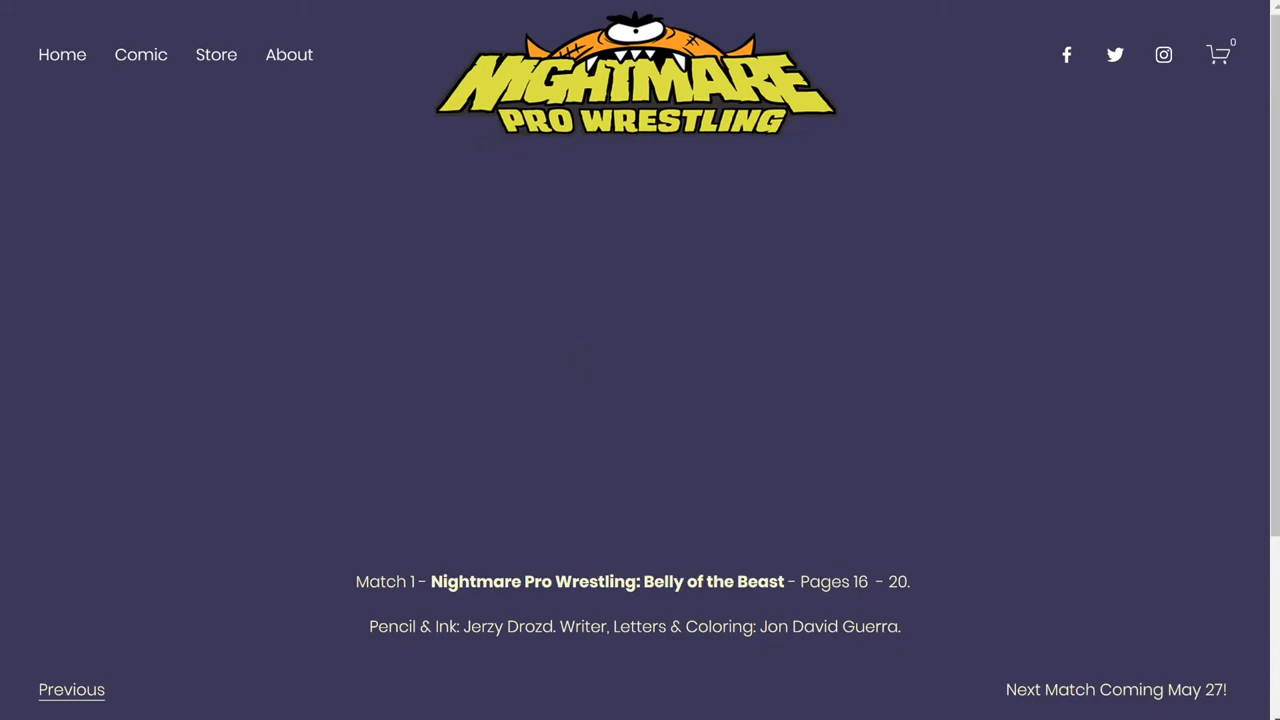 Home Comic Store About
NIGHTMARE
PRO WRESTLING
0
Match 1 - Nightmare Pro Wrestling: Belly of the Beast - Pages 16 - 20.
Pencil & Ink: Jerzy Drozd. Writer, Letters & Coloring: Jon David Guerra.
Previous
Next Match Coming May 27!